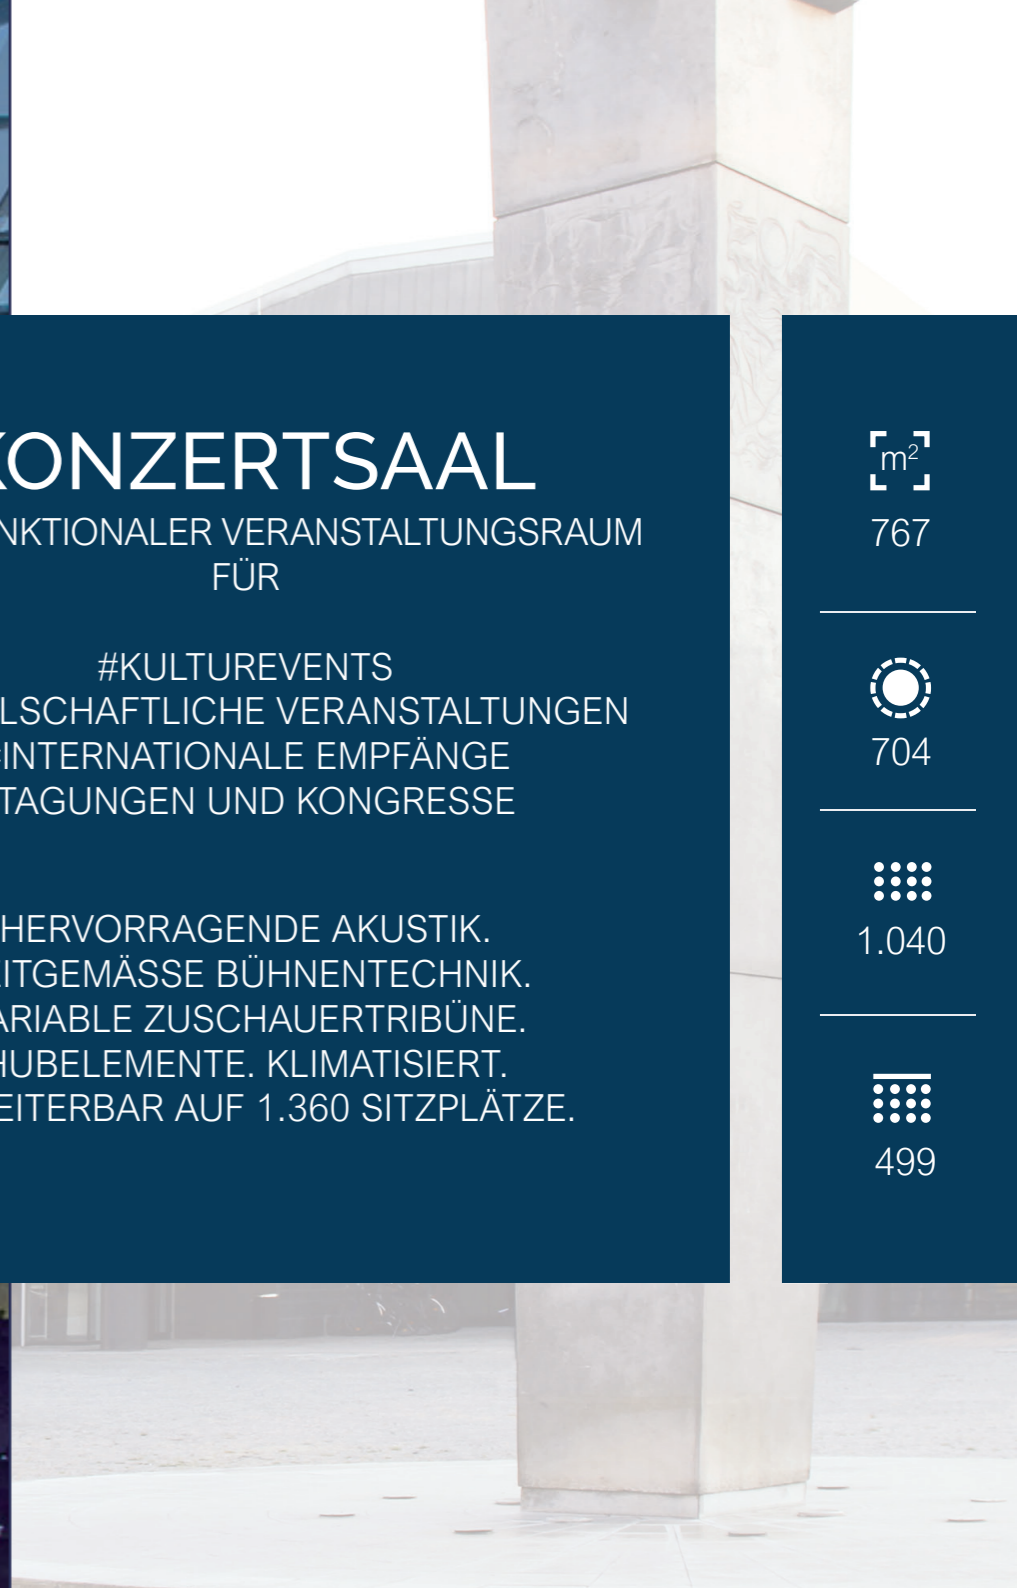 KONZERTSAAL
NKTIONALER VERANSTALTUNGSRAUM
FÜR
#KULTUREVENTS
LSCHAFTLICHE VERANSTALTUNGEN
INTERNATIONALE EMPFÄNGE
TAGUNGEN UND KONGRESSE
HERVORRAGENDE AKUSTIK.
EITGEMÄSSE BÜHNENTECHNIK.
ARIABLE ZUSCHAUERTRIBÜNE.
HUBELEMENTE. KLIMATISIERT.
EITERBAR AUF 1.360 SITZPLÄTZE.
m²
767
704
1.040
499